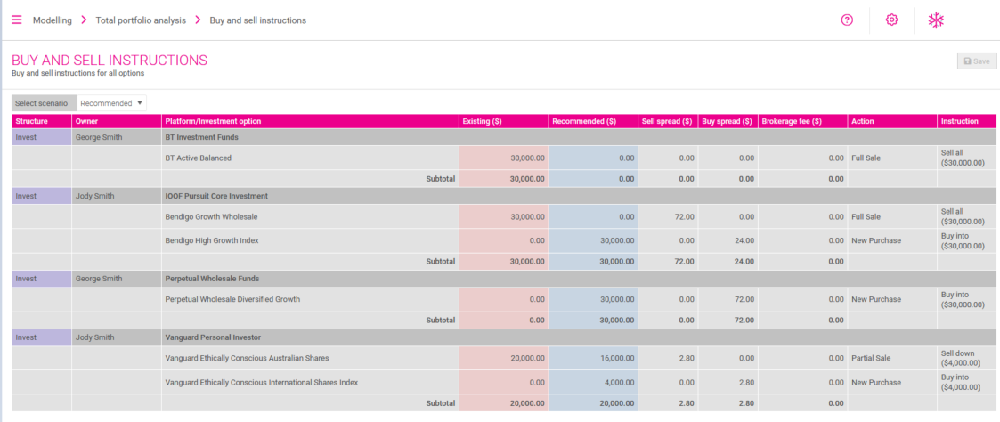 Modelling > Total portfolio analysis > Buy and sell instructions
BUY AND SELL INSTRUCTIONS
Save
Buy and sell instructions for all options
Select scenario Recommended
Structure Owner Platform/Investment option Existing ($) Recommended ($) Sell spread ($) Buy spread ($) Brokerage fee ($) Action Instruction
Invest George Smith BT Investment Funds
BT Active Balanced 30,000.00 0.00 0.00 0.00 0.00 Full Sale Sell all
($30,000.00)
Subtotal 30,000.00 0.00 0.00 0.00 0.00
Invest Jody Smith IOOF Pursuit Core Investment
Bendigo Growth Wholesale 30,000.00 0.00 72.00 0.00 0.00 Full Sale Sell all
($30,000.00)
Bendigo High Growth Index 0.00 30,000.00 0.00 24.00 0.00 New Purchase Buy into
($30,000.00)
Subtotal 30,000.00 30,000.00 72.00 24.00 0.00
Invest George Smith Perpetual Wholesale Funds
Perpetual Wholesale Diversified Growth 0.00 30,000.00 0.00 72.00 0.00 New Purchase Buy into
($30,000.00)
Subtotal 0.00 30,000.00 0.00 72.00 0.00
Invest Jody Smith Vanguard Personal Investor
Vanguard Ethically Conscious Australian Shares 20,000.00 16,000.00 2.80 0.00 0.00 Partial Sale Sell down
($4,000.00)
Vanguard Ethically Conscious International Shares Index 0.00 4,000.00 0.00 2.80 0.00 New Purchase Buy into
($4,000.00)
Subtotal 20,000.00 20,000.00 2.80 2.80 0.00